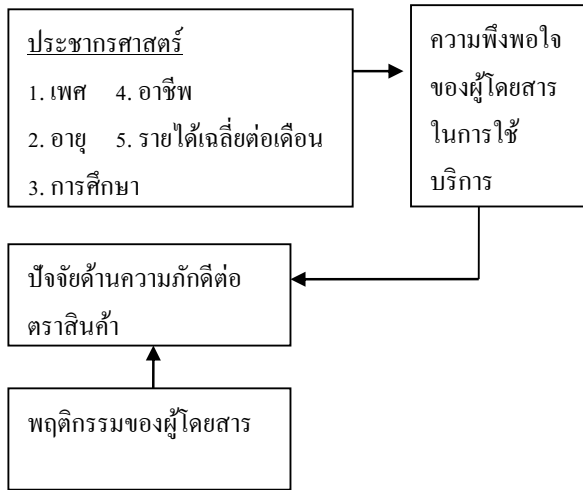 ประชากรศาสตร์
1. เพศ 4. อาชีพ
2. อายุ 5. รายได้เฉลี่ยต่อเดือน
3. การศึกษา
ความพึงพอใจ
ของผู้โดยสาร
ในการใช้
บริการ
ปัจจัยด้านความภักดีต่อ
ตราสินค้า
พฤติกรรมของผู้โดยสาร